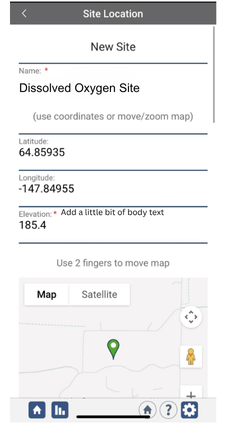 Site Location
New Site
Name: *
Dissolved Oxygen Site
(use coordinates or move/zoom map)
Latitude:
64.85935
Longitude:
-147.84955
Elevation: * Add a little bit of body text
185.4
Use 2 fingers to move map
Map Satellite
?